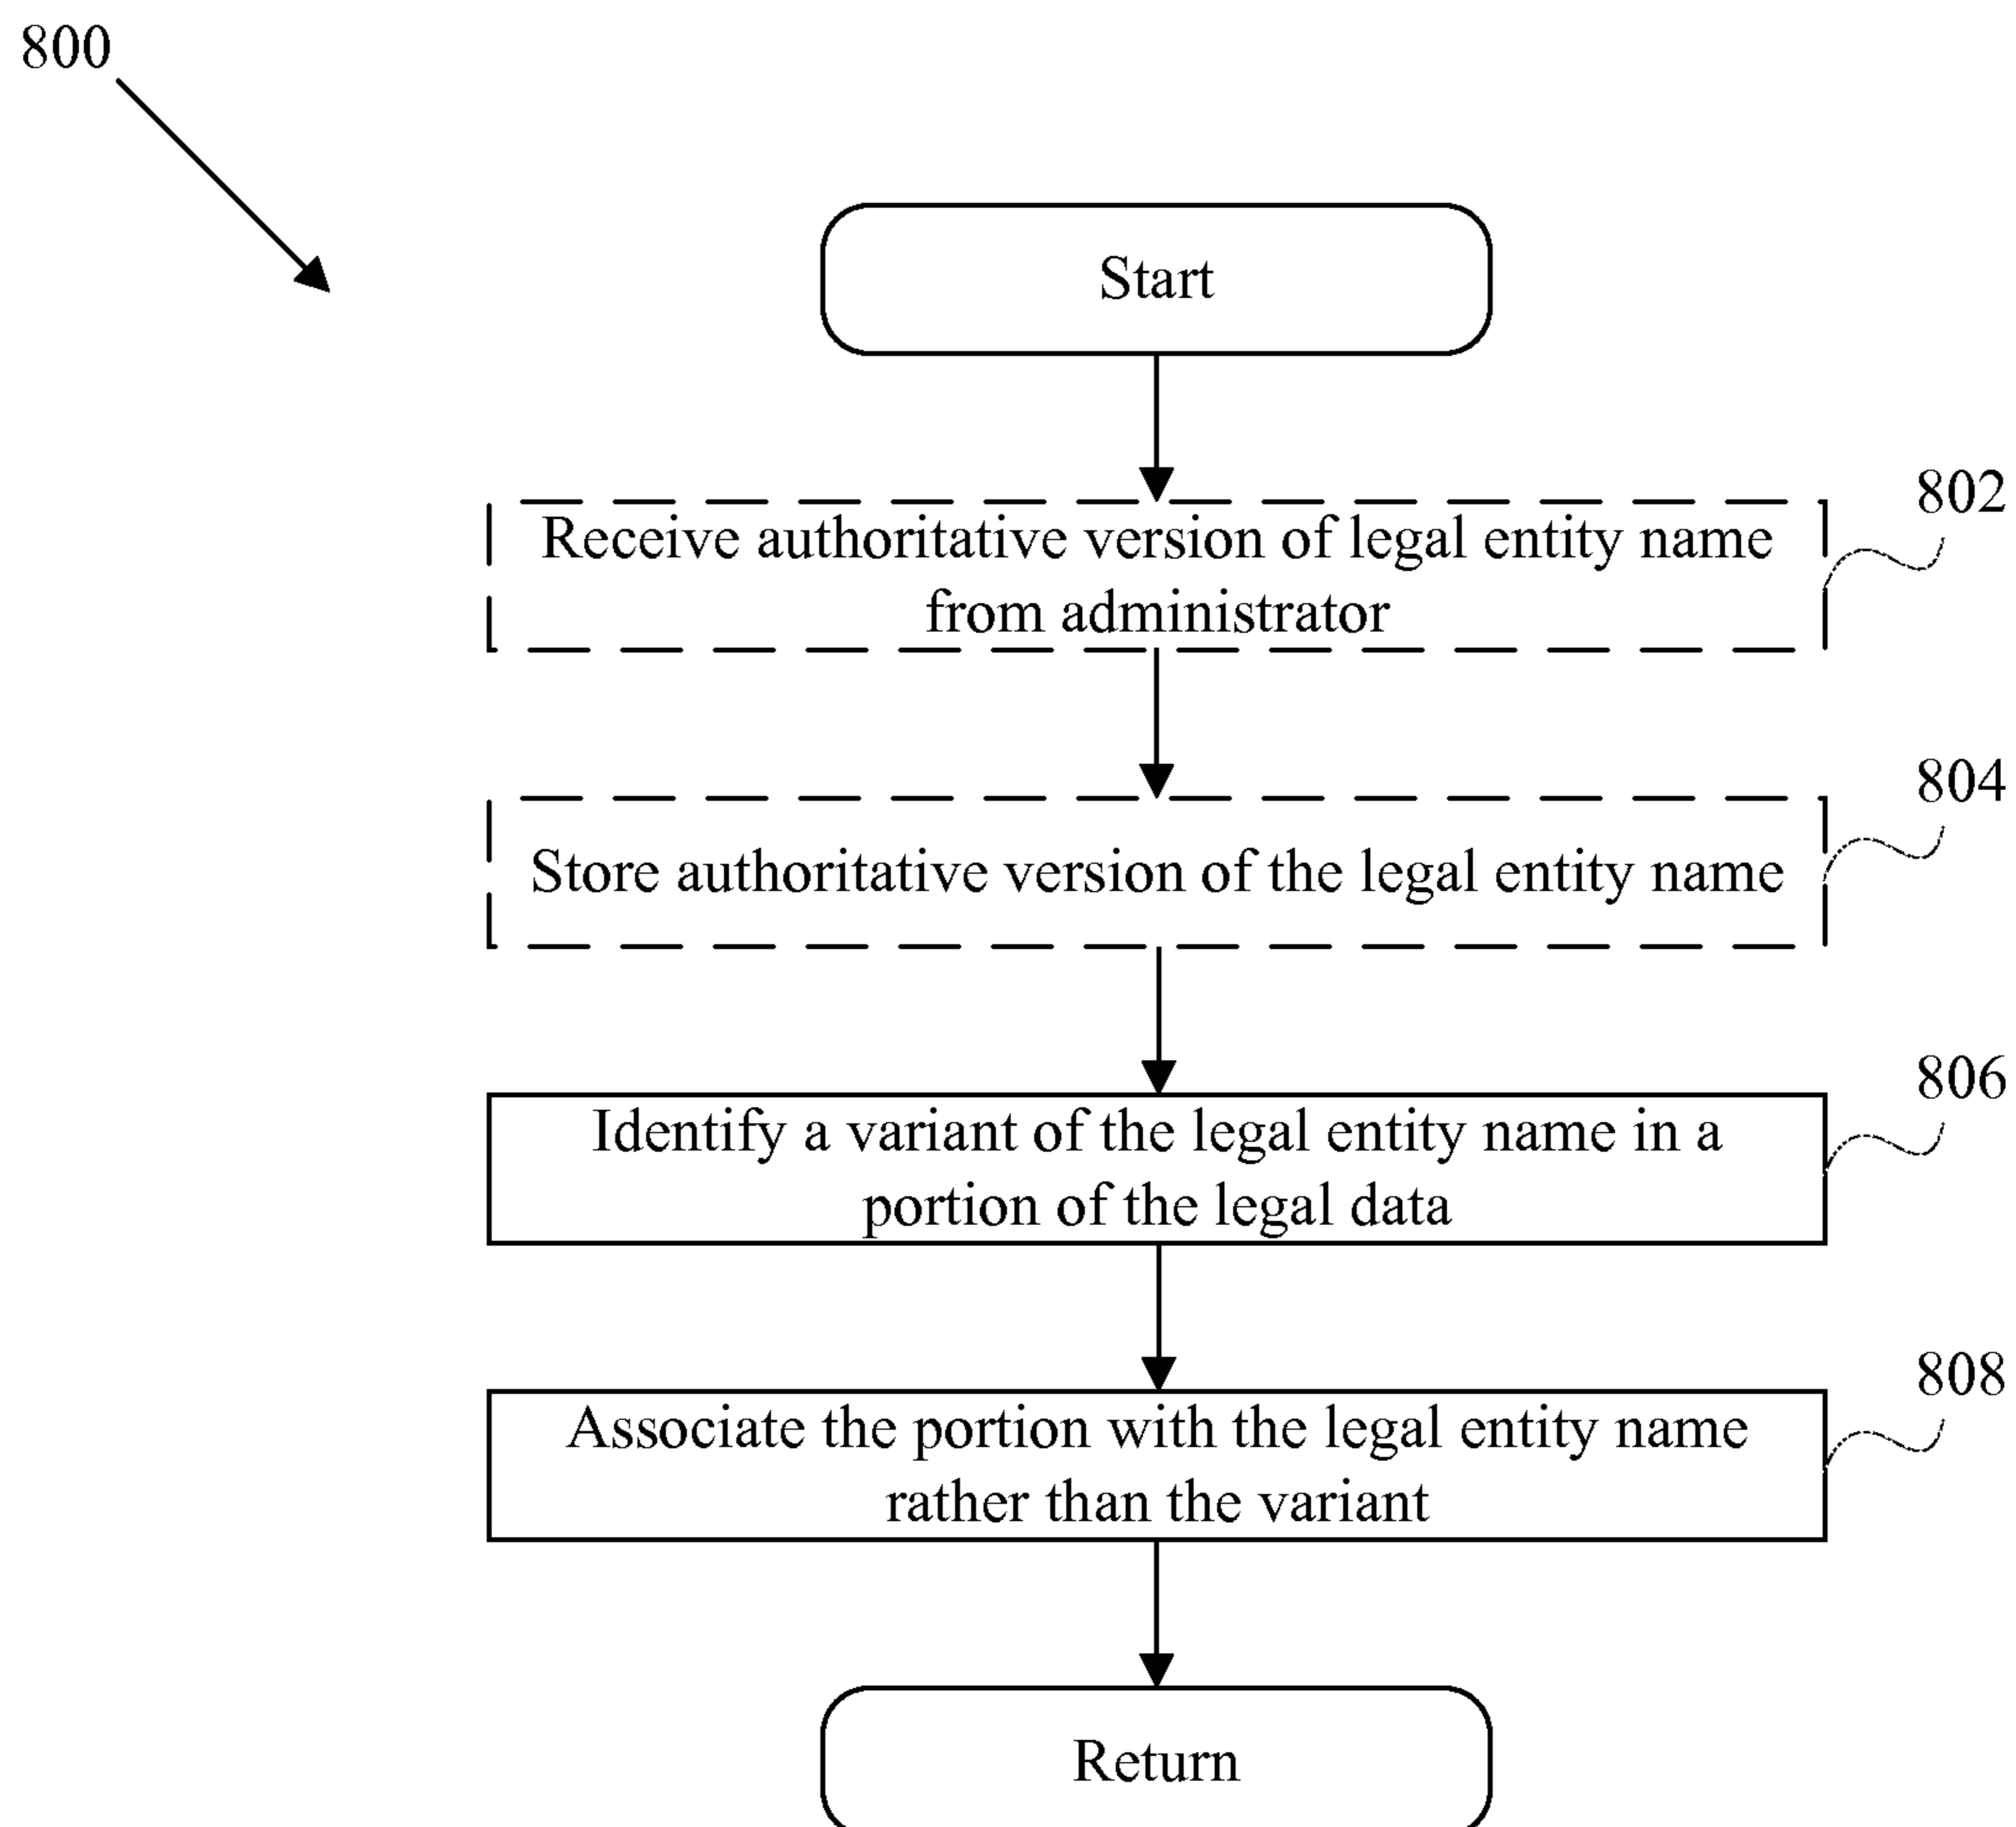 800
Start
802
Receive authoritative version of legal entity name
from administrator
804
Store authoritative version of the legal entity name
806
Identify a variant of the legal entity name in a
portion of the legal data
808
Associate the portion with the legal entity name
rather than the variant
Return